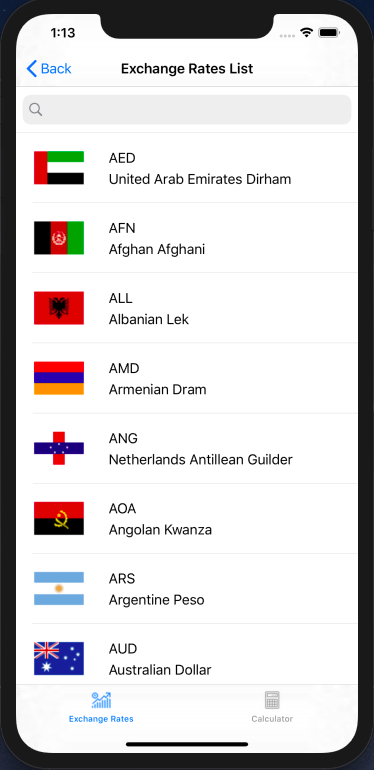 1:13
Back
Exchange Rates List
AED
United Arab Emirates Dirham
AFN
Afghan Afghani
ALL
Albanian Lek
AMD
Armenian Dram
ANG
Netherlands Antillean Guilder
AOA
Angolan Kwanza
ARS
Argentine Peso
AUD
Australian Dollar
Exchange Rates
Calculator